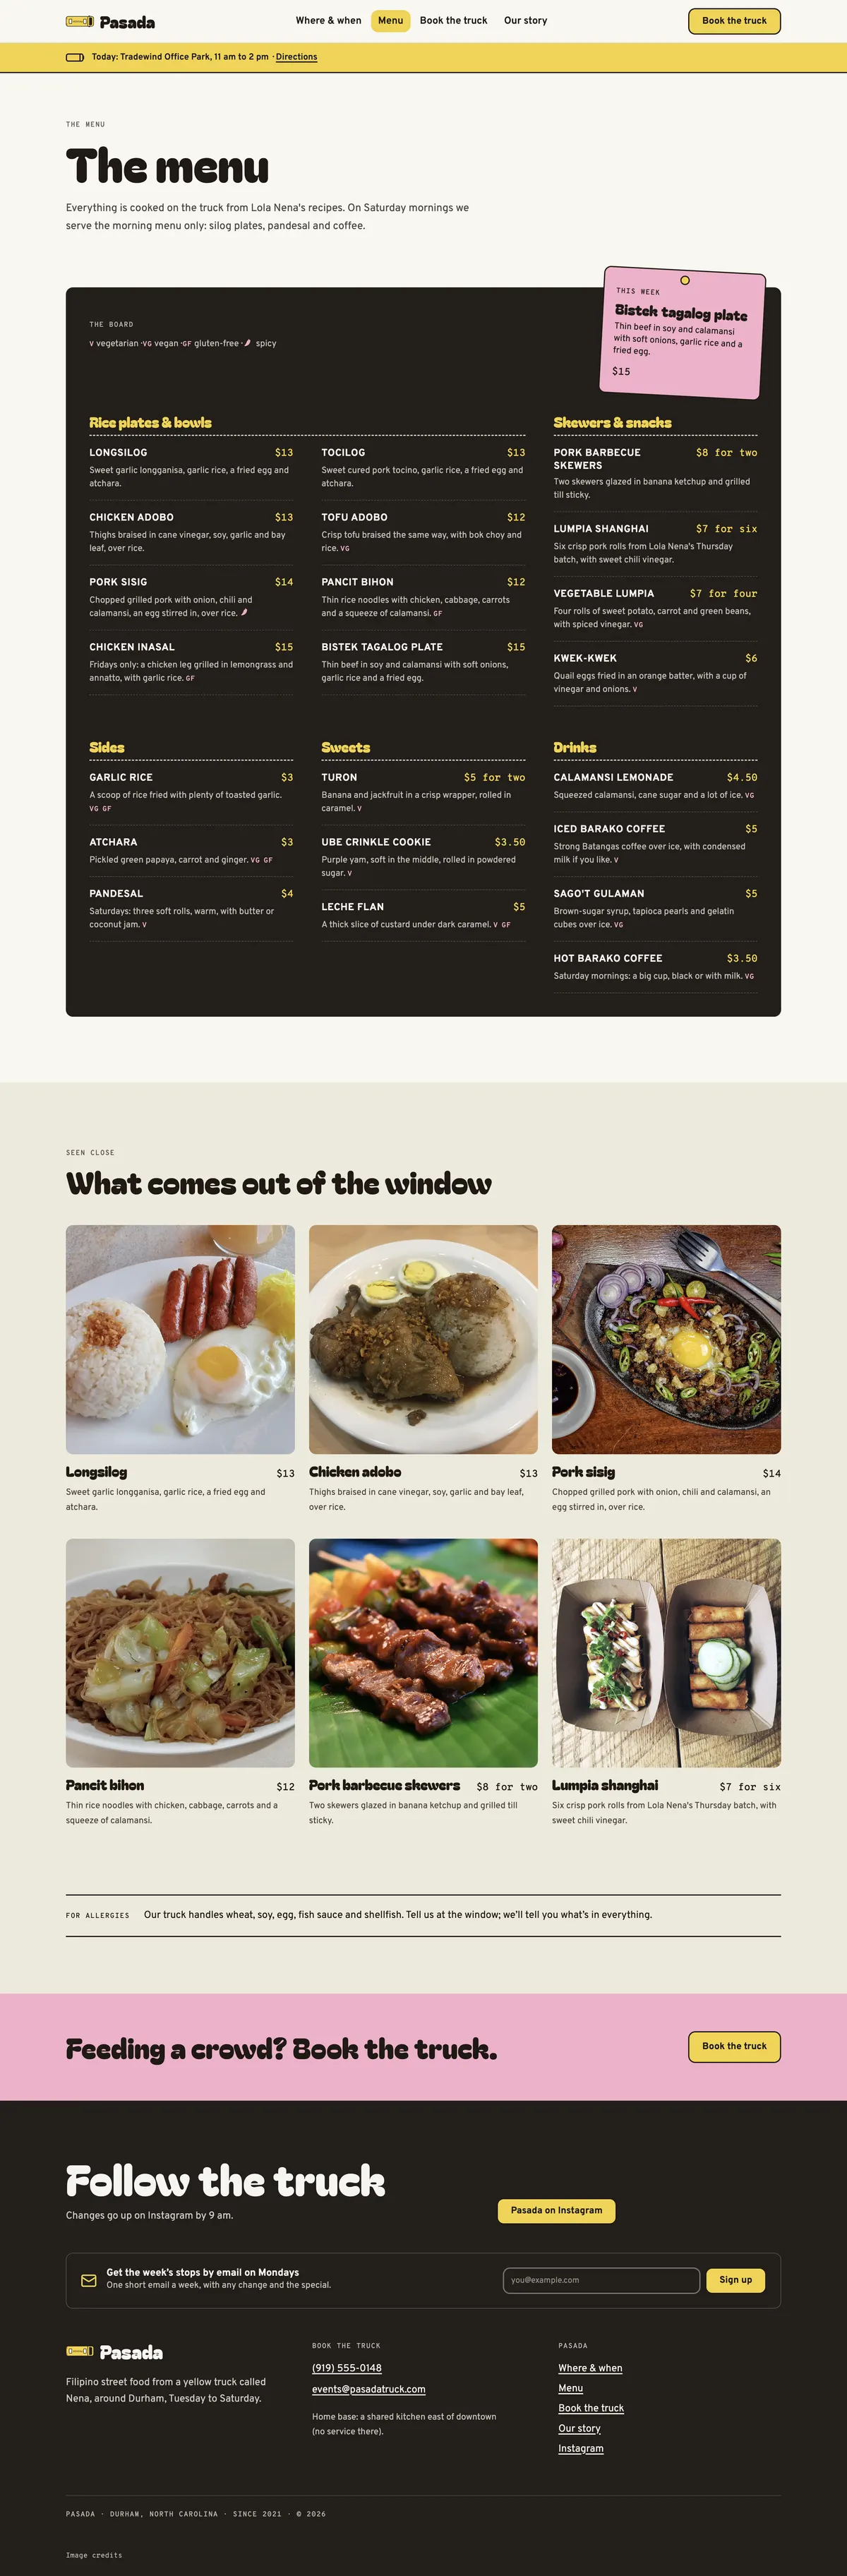 Pasada
Where & when
Menu
Book the truck
Our story
Book the truck
Today: Tradewind Office Park, 11 am to 2 pm · Directions
THE MENU
The menu
Everything is cooked on the truck from Lola Nena's recipes. On Saturday mornings we
serve the morning menu only: silog plates, pandesal and coffee.
THIS WEEK
Bistek tagalog plate
Thin beef in soy and calamansi
with soft onions, garlic rice and a
fried egg.
$15
THE BOARD
V vegetarian ·VG vegan ·GF gluten-free · spicy
Rice plates & bowls
LONGSILOG $13
Sweet garlic longganisa, garlic rice, a fried egg and
atchara.
CHICKEN ADOBO $13
Thighs braised in cane vinegar, soy, garlic and bay
leaf, over rice.
PORK SISIG $14
Chopped grilled pork with onion, chili and
calamansi, an egg stirred in, over rice.
CHICKEN INASAL $15
Fridays only: a chicken leg grilled in lemongrass and
annatto, with garlic rice. GF
TOCILOG $13
Sweet cured pork tocino, garlic rice, a fried egg and
atchara.
TOFU ADOBO $12
Crisp tofu braised the same way, with bok choy and
rice. VG
PANCIT BIHON $12
Thin rice noodles with chicken, cabbage, carrots
and a squeeze of calamansi. GF
BISTEK TAGALOG PLATE $15
Thin beef in soy and calamansi with soft onions,
garlic rice and a fried egg.
Skewers & snacks
PORK BARBECUE $8 for two
SKEWERS
Two skewers glazed in banana ketchup and grilled
till sticky.
LUMPIA SHANGHAI $7 for six
Six crisp pork rolls from Lola Nena's Thursday
batch, with sweet chili vinegar.
VEGETABLE LUMPIA $7 for four
Four rolls of sweet potato, carrot and green beans,
with spiced vinegar. VG
KWEK-KWEK $6
Quail eggs fried in an orange batter, with a cup of
vinegar and onions. V
Sides
GARLIC RICE $3
A scoop of rice fried with plenty of toasted garlic.
VG GF
ATCHARA $3
Pickled green papaya, carrot and ginger. VG GF
PANDESAL $4
Saturdays: three soft rolls, warm, with butter or
coconut jam. V
Sweets
TURON $5 for two
Banana and jackfruit in a crisp wrapper, rolled in
caramel. V
UBE CRINKLE COOKIE $3.50
Purple yam, soft in the middle, rolled in powdered
sugar. V
LECHE FLAN $5
A thick slice of custard under dark caramel. V GF
Drinks
CALAMANSI LEMONADE $4.50
Squeezed calamansi, cane sugar and a lot of ice. VG
ICED BARAKO COFFEE $5
Strong Batangas coffee over ice, with condensed
milk if you like. V
SAGO'T GULAMAN $5
Brown-sugar syrup, tapioca pearls and gelatin
cubes over ice. VG
HOT BARAKO COFFEE $3.50
Saturday mornings: a big cup, black or with milk. VG
SEEN CLOSE
What comes out of the window
Longsilog $13
Sweet garlic longganisa, garlic rice, a fried egg and
atchara.
Chicken adobo $13
Thighs braised in cane vinegar, soy, garlic and bay leaf,
over rice.
Pork sisig $14
Chopped grilled pork with onion, chili and calamansi, an
egg stirred in, over rice.
Pancit bihon $12
Thin rice noodles with chicken, cabbage, carrots and a
squeeze of calamansi.
Pork barbecue skewers $8 for two
Two skewers glazed in banana ketchup and grilled till
sticky.
Lumpia shanghai $7 for six
Six crisp pork rolls from Lola Nena's Thursday batch, with
sweet chili vinegar.
FOR ALLERGIES
Our truck handles wheat, soy, egg, fish sauce and shellfish. Tell us at the window; we'll tell you what's in everything.
Feeding a crowd? Book the truck.
Book the truck
Follow the truck
Changes go up on Instagram by 9 am.
Pasada on Instagram
Get the week's stops by email on Mondays
One short email a week, with any change and the special.
you@example.com
Sign up
Pasada
Filipino street food from a yellow truck called
Nena, around Durham, Tuesday to Saturday.
BOOK THE TRUCK
(919) 555-0148
events@pasadatruck.com
Home base: a shared kitchen east of downtown
(no service there).
PASADA
Where & when
Menu
Book the truck
Our story
Instagram
PASADA · DURHAM, NORTH CAROLINA · SINCE 2021 · © 2026
Image credits